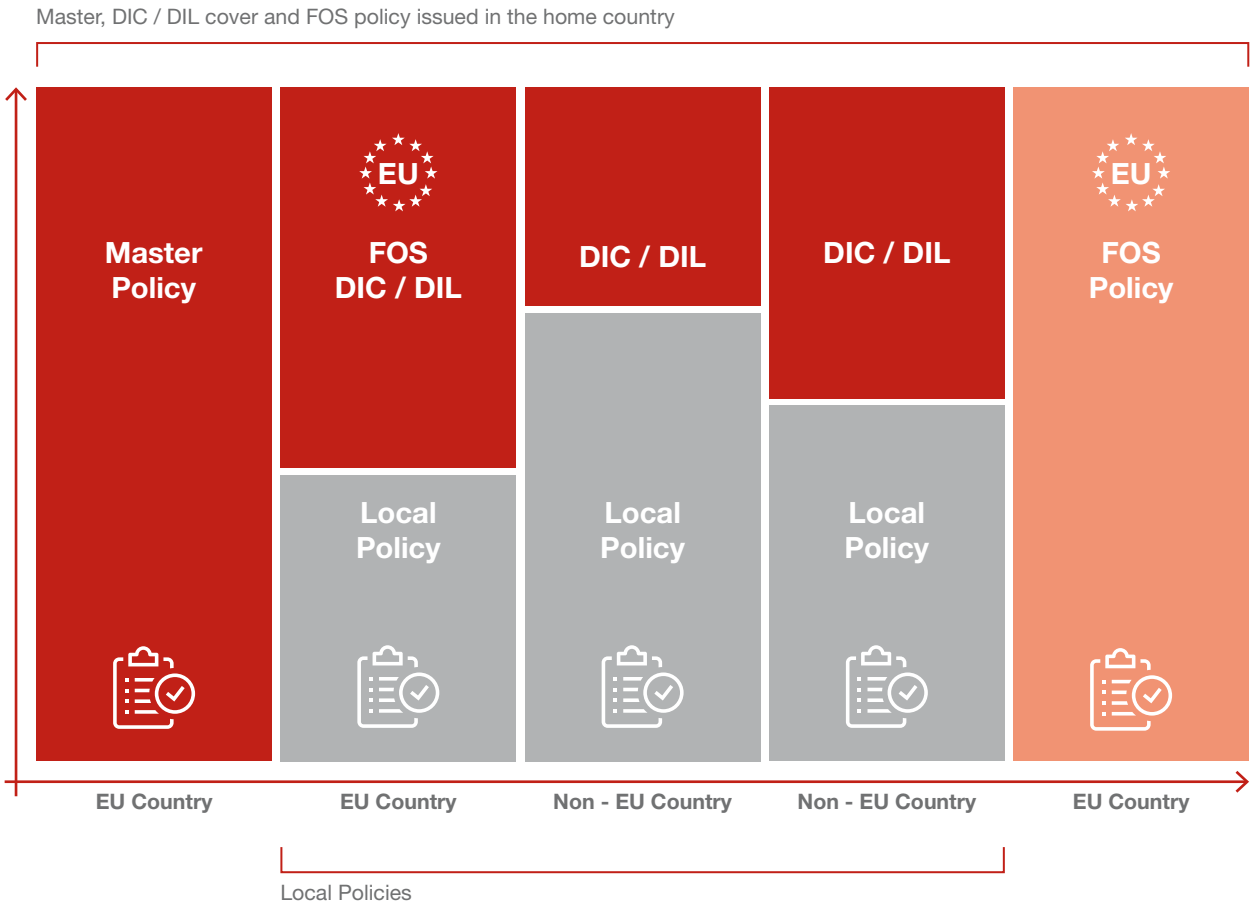 Master, DIC / DIL cover and FOS policy issued in the home country
Master
Policy
EU
FOS
DIC / DIL
Local
Policy
DIC / DIL
Local
Policy
DIC / DIL
Local
Policy
EU
FOS
Policy
EU Country
EU Country
Non - EU Country
Non - EU Country
EU Country
Local Policies